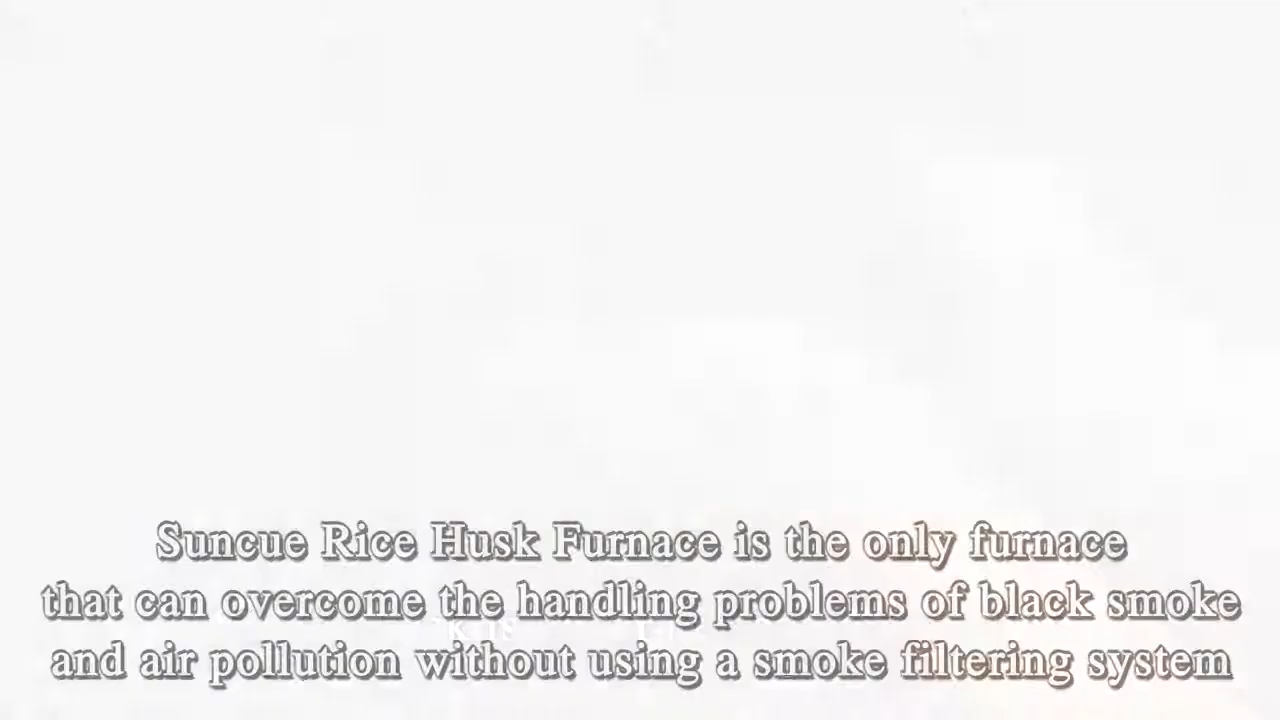 Suncue Rice Husk Furnace is the only furnace
that can overcome the handling problems of black smoke
and air pollution without using a smoke filtering system